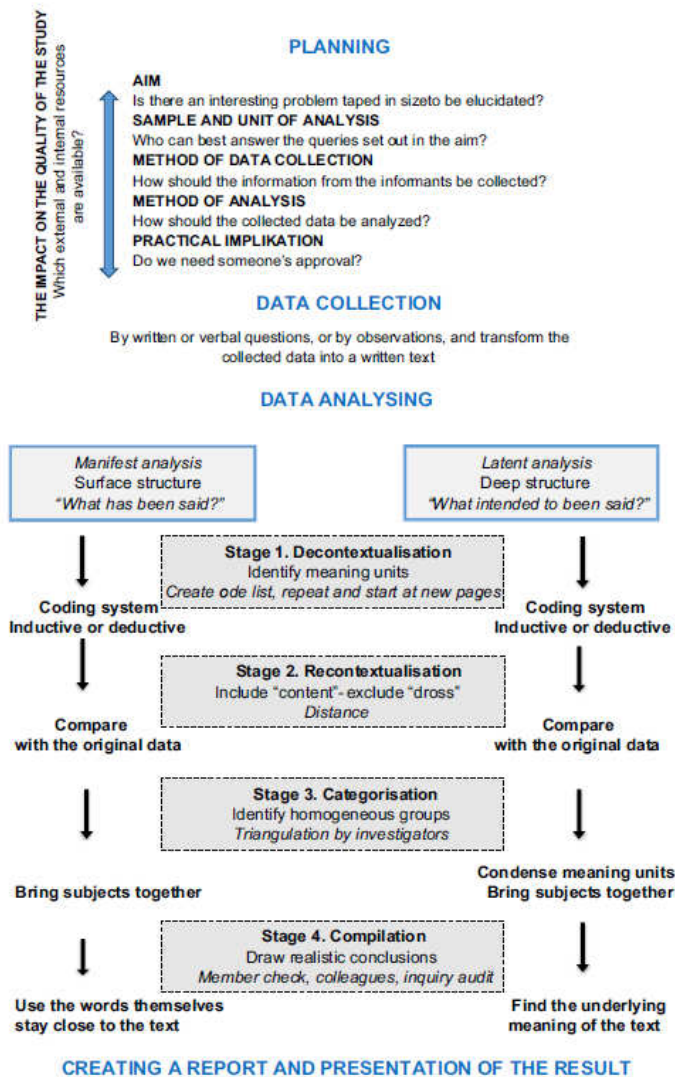 PLANNING
THE IMPACT ON THE QUALITY OF THE STUDY
Which external and internal resources
are available?
AIM
Is there an interesting problem taped in sizeto be elucidated?
SAMPLE AND UNIT OF ANALYSIS
Who can best answer the queries set out in the aim?
METHOD OF DATA COLLECTION
How should the information from the informants be collected?
METHOD OF ANALYSIS
How should the collected data be analyzed?
PRACTICAL IMPLIKATION
Do we need someone's approval?
DATA COLLECTION
By written or verbal questions, or by observations, and transform the
collected data into a written text
DATA ANALYSING
Manifest analysis
Surface structure
"What has been said?"
Latent analysis
Deep structure
"What intended to been said?"
Stage 1. Decontextualisation
Identify meaning units
Create ode list, repeat and start at new pages
Coding system
Inductive or deductive
Coding system
Inductive or deductive
Stage 2. Recontextualisation
Include "content"- exclude "dross"
Distance
Compare
with the original data
Compare
with the original data
Stage 3. Categorisation
Identify homogeneous groups
Triangulation by investigators
Bring subjects together
Condense meaning units
Bring subjects together
Stage 4. Compilation
Draw realistic conclusions
Member check, colleagues, inquiry audit
Use the words themselves
stay close to the text
Find the underlying
meaning of the text
CREATING A REPORT AND PRESENTATION OF THE RESULT